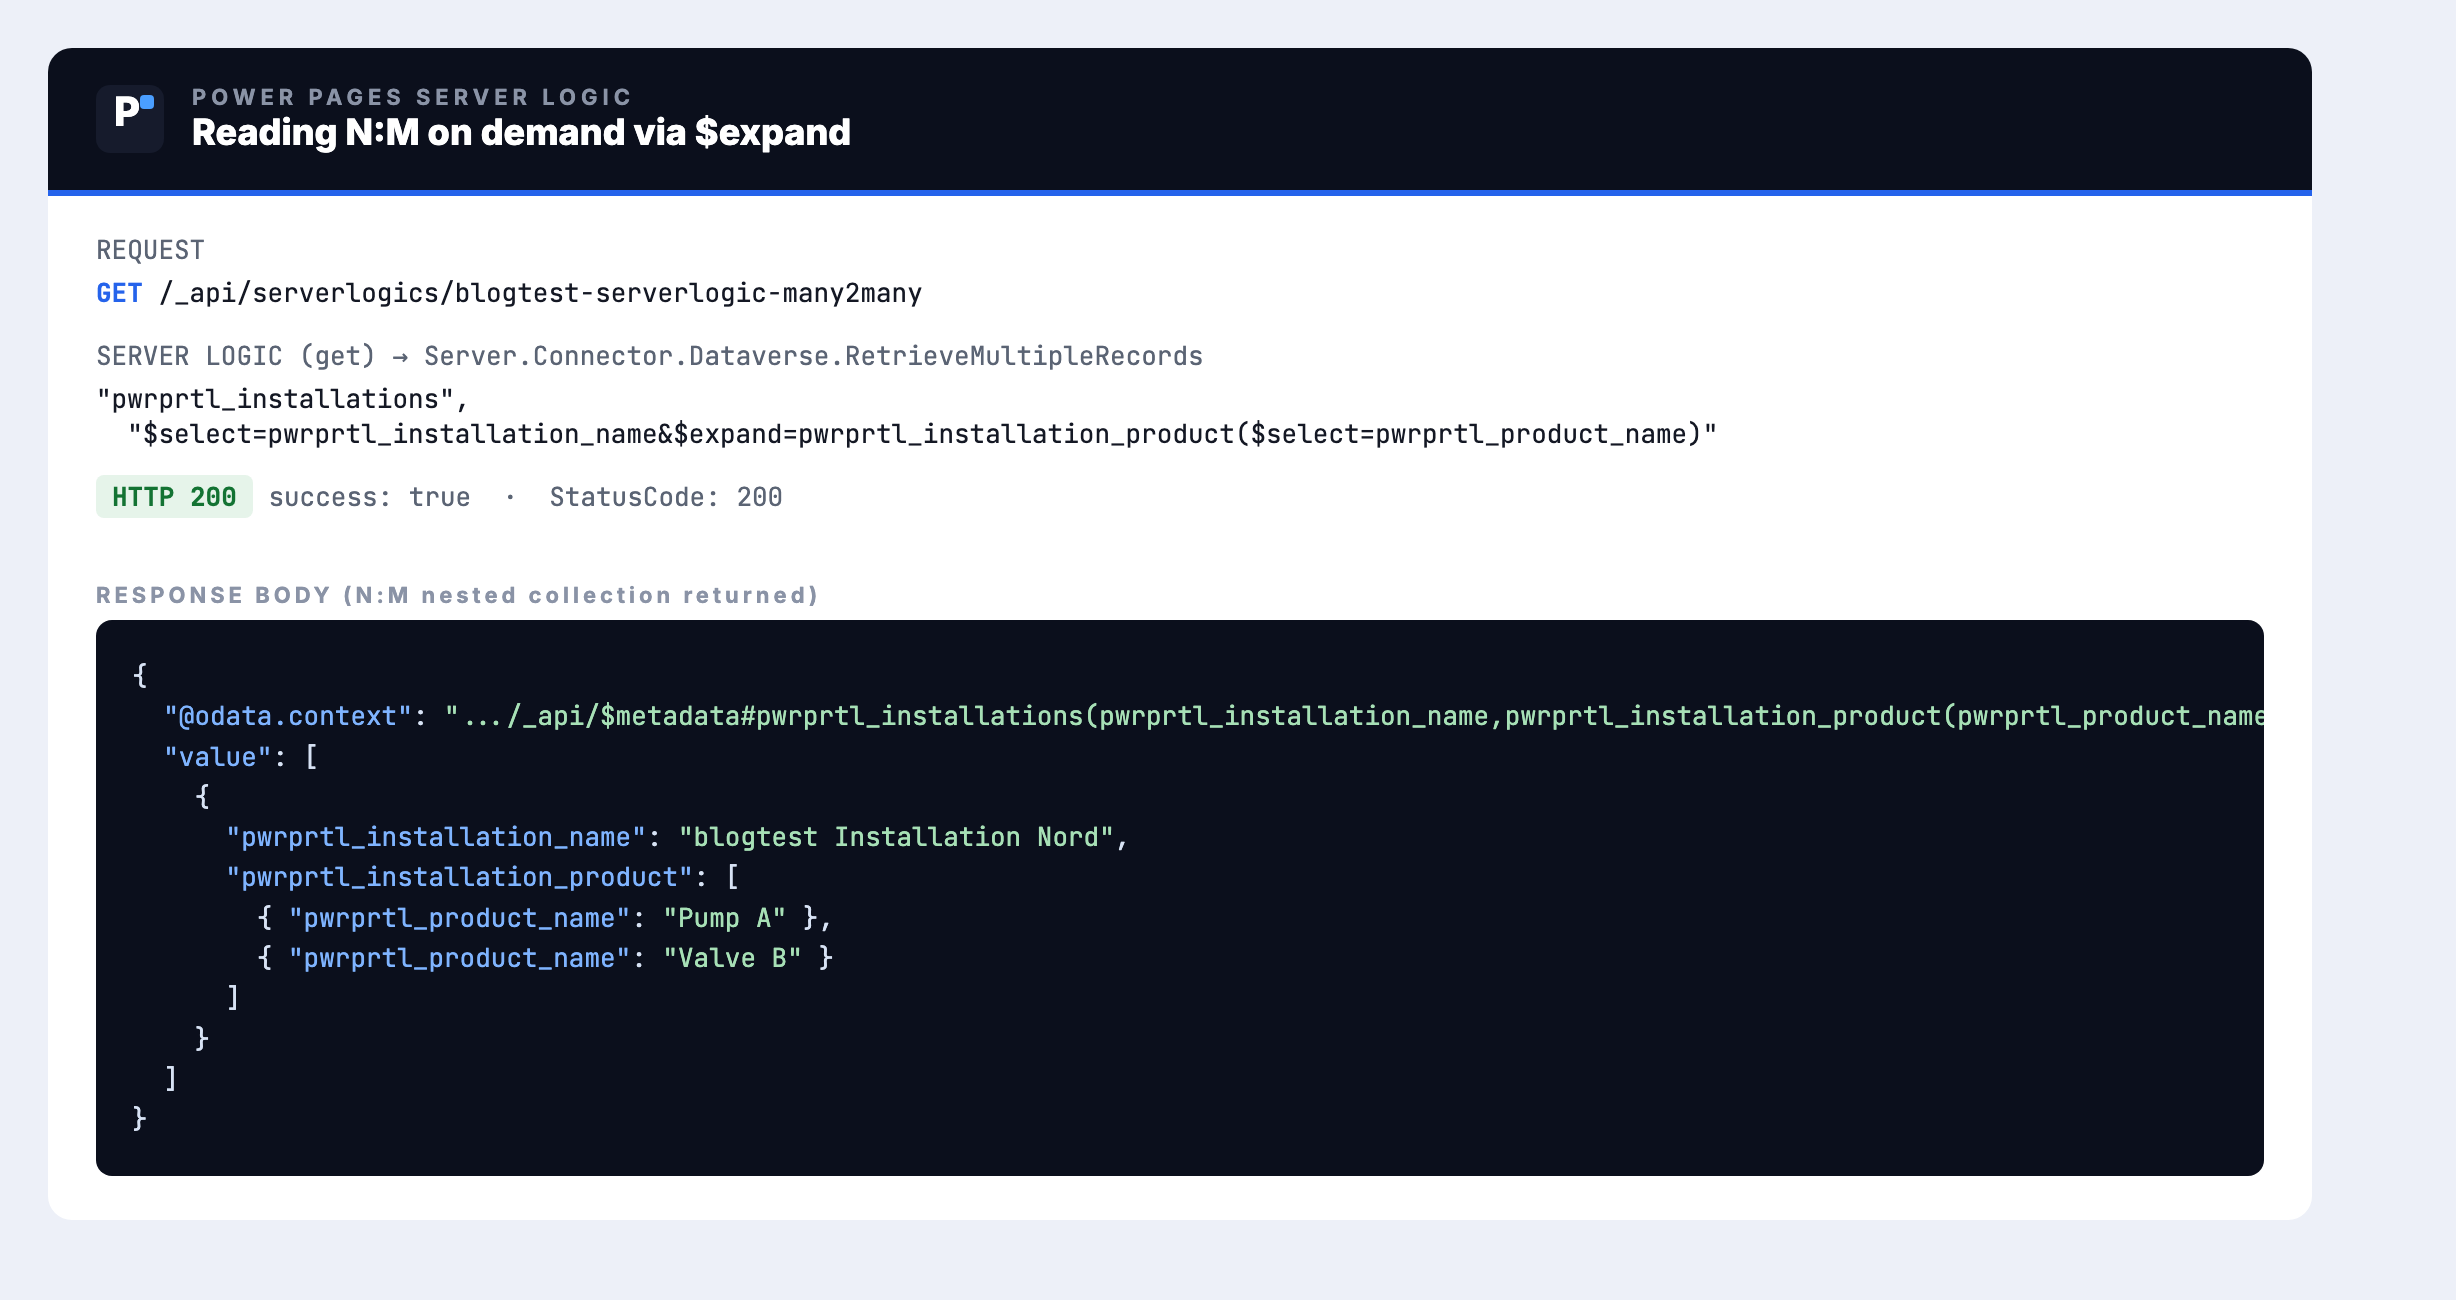 P
POWER PAGES SERVER LOGIC
Reading N:M on demand via $expand
REQUEST
GET /_api/serverlogics/blogtest-serverlogic-many2many
SERVER LOGIC (get) → Server.Connector.Dataverse.RetrieveMultipleRecords
"pwrprtl_installations",
"$select=pwrprtl_installation_name&$expand=pwrprtl_installation_product($select=pwrprtl_product_name)"
HTTP 200 success: true · StatusCode: 200
RESPONSE BODY (N:M nested collection returned)
{
"@odata.context": ".../_api/$metadata#pwrprtl_installations(pwrprtl_installation_name,pwrprtl_installation_product(pwrprtl_product_name
"value": [
{
"pwrprtl_installation_name": "blogtest Installation Nord",
"pwrprtl_installation_product": [
{ "pwrprtl_product_name": "Pump A" },
{ "pwrprtl_product_name": "Valve B" }
]
}
]
}